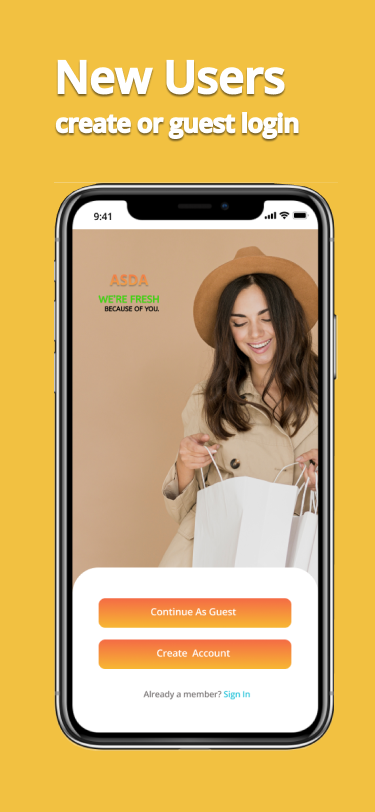 New Users
create or guest login
9:41
ASDA
WE'RE FRESH
BECAUSE OF YOU.
Continue As Guest
Create Account
Already a member? Sign In